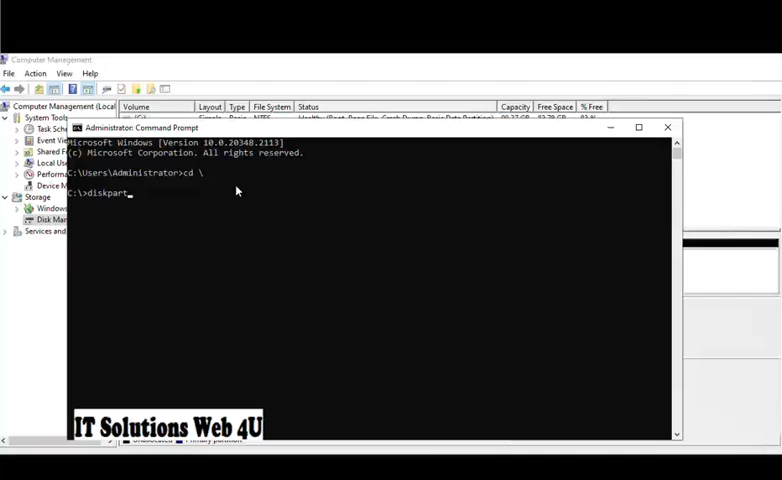 Computer Management
File Action View Help
Computer Management (Local
System Tools
Task Sche
Event View
Shared Fo
Local Use
Performa
Device M
Storage
Windows
Disk Man
Services and
Volume Layout Type File System Status Capacity Free Space % Free
Administrator: Command Prompt
Microsoft Windows [Version 10.0.20348.2113]
(c) Microsoft Corporation. All rights reserved.
C:\Users\Administrator>cd \
C:\>diskpart_
IT Solutions Web 4U